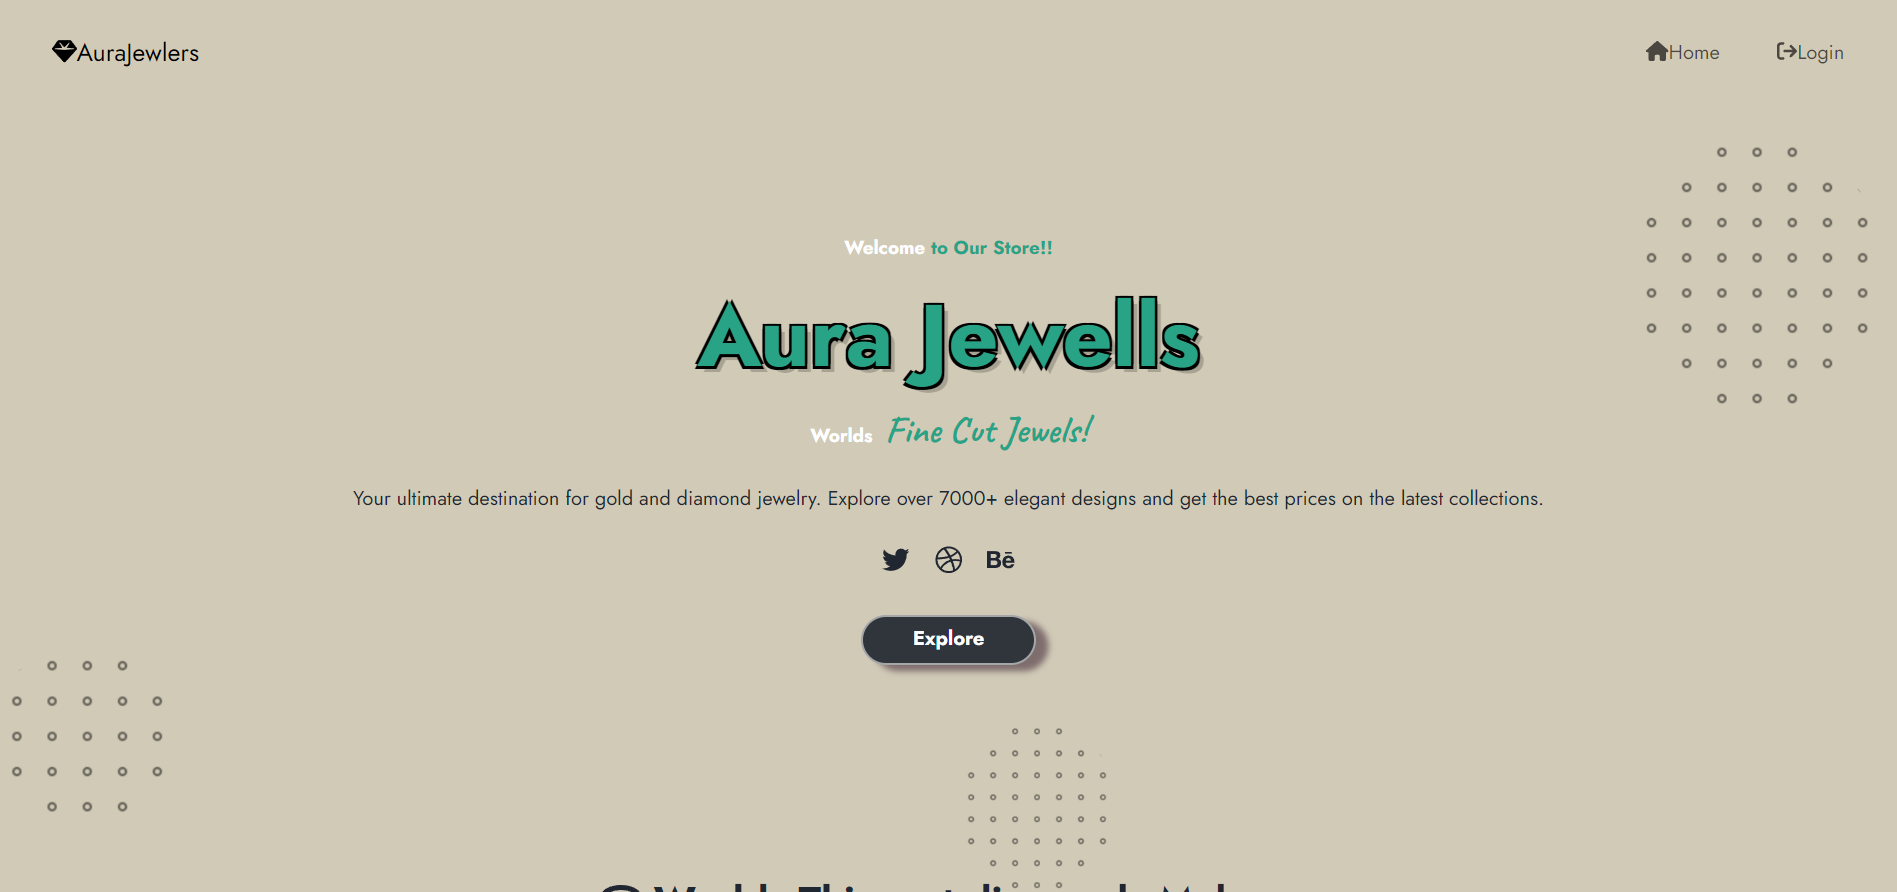 AuraJewlers
Home
Login
Welcome to Our Store!!
Aura Jewells
Worlds Fine Cut Jewels!
Your ultimate destination for gold and diamond jewelry. Explore over 7000+ elegant designs and get the best prices on the latest collections.
Bē
Explore